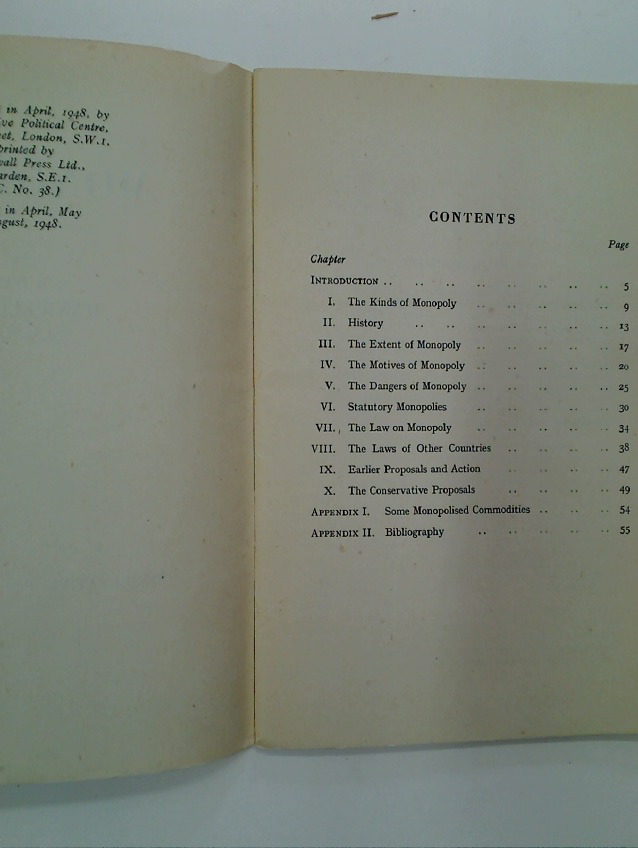 in April, 1948, by
ve Political Centre,
et, London, S.W.1.
printed by
all Press Ltd.,
arden, S.E.1.
C. No. 38.)
in April, May
gust, 1948.
CONTENTS
Page
Chapter
INTRODUCTION .. .. .. .. .. .. .. .. 5
I. The Kinds of Monopoly .. .. .. .. .. 9
II. History .. .. .. .. .. .. .. 13
III. The Extent of Monopoly .. .. .. .. .. 17
IV. The Motives of Monopoly .. .. .. .. .. 20
V. The Dangers of Monopoly .. .. .. .. .. 25
VI. Statutory Monopolies .. .. .. .. .. 30
VII. The Law on Monopoly .. .. .. .. .. 34
VIII. The Laws of Other Countries .. .. .. .. 38
IX. Earlier Proposals and Action .. .. .. .. 47
X. The Conservative Proposals .. .. .. .. 49
APPENDIX I. Some Monopolised Commodities .. .. .. 54
APPENDIX II. Bibliography .. .. .. .. .. 55